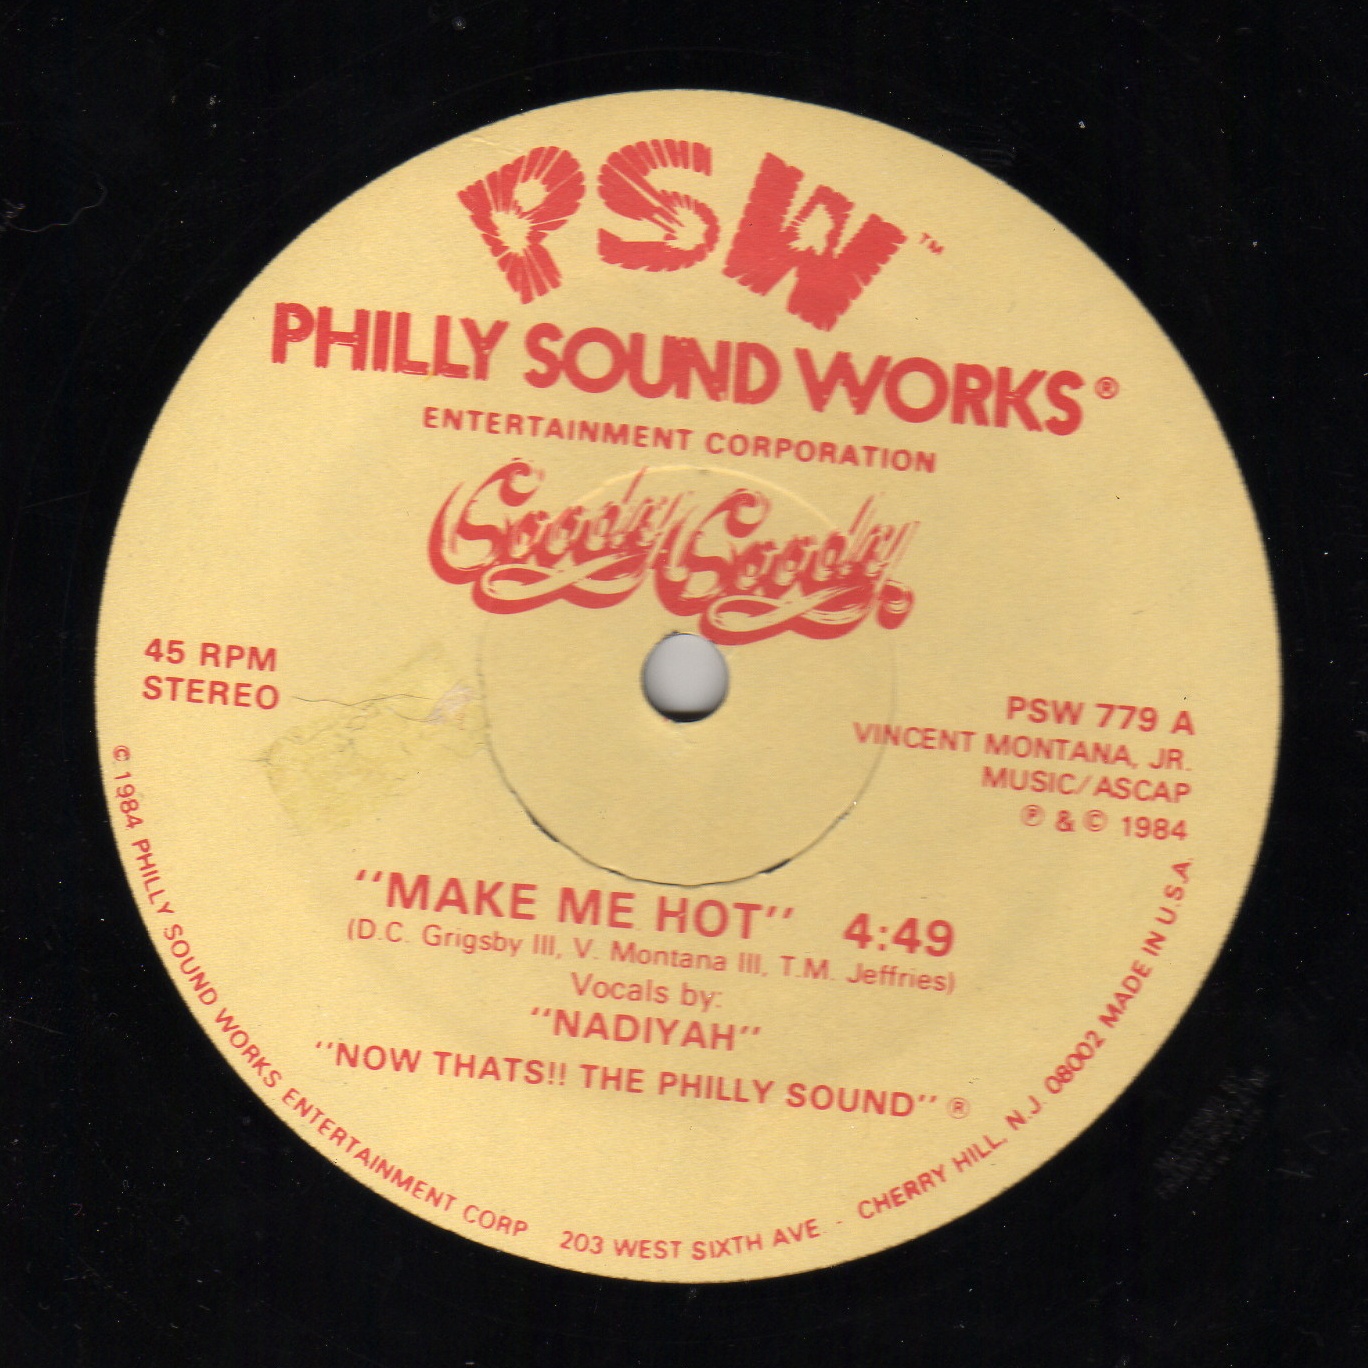 PSW™
PHILLY SOUND WORKS®
ENTERTAINMENT CORPORATION
Goody Goody.
45 RPM
STEREO
PSW 779 A
VINCENT MONTANA, JR.
MUSIC/ASCAP
℗ & © 1984
"MAKE ME HOT" 4:49
(D.C. Grigsby III, V. Montana III, T.M. Jeffries)
Vocals by:
"NADIYAH"
"NOW THATS!! THE PHILLY SOUND" ®
© 1984 PHILLY SOUND WORKS ENTERTAINMENT CORP 203 WEST SIXTH AVE - CHERRY HILL, N.J. 08002 MADE IN U.S.A.